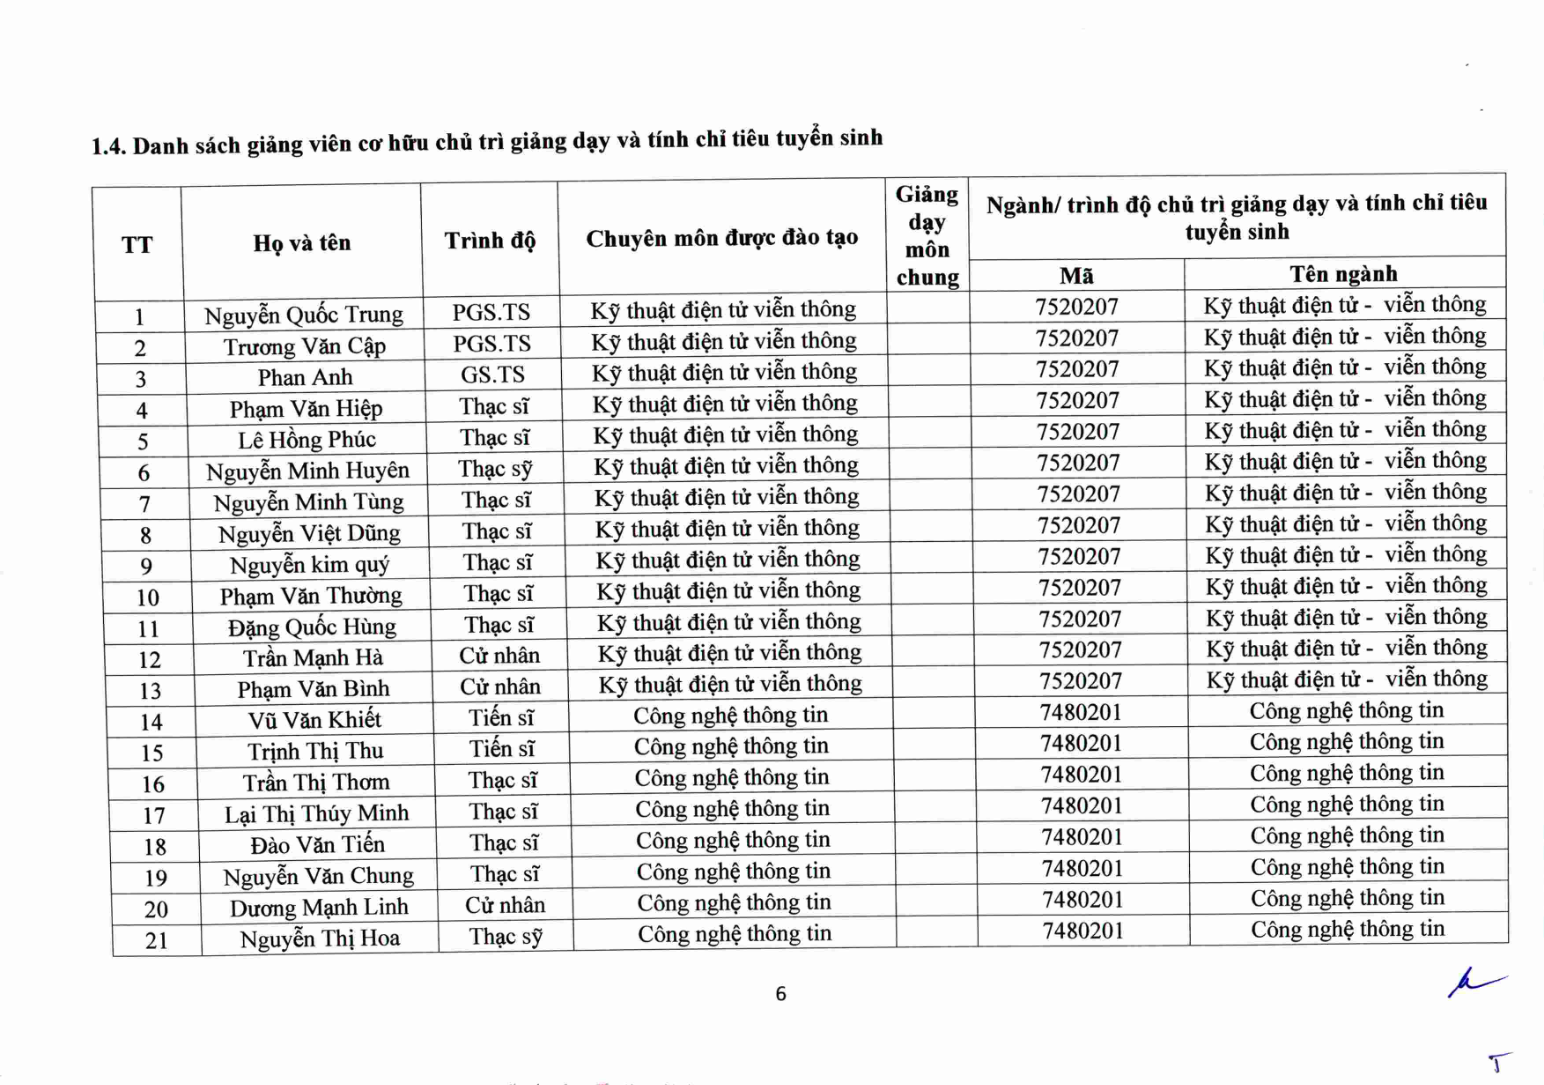 1.4. Danh sách giảng viên cơ hữu chủ trì giảng dạy và tính chỉ tiêu tuyển sinh
TT Họ và tên Trình độ Chuyên môn được đào tạo Giảng dạy môn chung Ngành/ trình độ chủ trì giảng dạy và tính chỉ tiêu tuyển sinh
Mã Tên ngành
1 Nguyễn Quốc Trung PGS.TS Kỹ thuật điện tử viễn thông 7520207 Kỹ thuật điện tử - viễn thông
2 Trương Văn Cập PGS.TS Kỹ thuật điện tử viễn thông 7520207 Kỹ thuật điện tử - viễn thông
3 Phan Anh GS.TS Kỹ thuật điện tử viễn thông 7520207 Kỹ thuật điện tử - viễn thông
4 Phạm Văn Hiệp Thạc sĩ Kỹ thuật điện tử viễn thông 7520207 Kỹ thuật điện tử - viễn thông
5 Lê Hồng Phúc Thạc sĩ Kỹ thuật điện tử viễn thông 7520207 Kỹ thuật điện tử - viễn thông
6 Nguyễn Minh Huyên Thạc sỹ Kỹ thuật điện tử viễn thông 7520207 Kỹ thuật điện tử - viễn thông
7 Nguyễn Minh Tùng Thạc sĩ Kỹ thuật điện tử viễn thông 7520207 Kỹ thuật điện tử - viễn thông
8 Nguyễn Việt Dũng Thạc sĩ Kỹ thuật điện tử viễn thông 7520207 Kỹ thuật điện tử - viễn thông
9 Nguyễn kim quý Thạc sĩ Kỹ thuật điện tử viễn thông 7520207 Kỹ thuật điện tử - viễn thông
10 Phạm Văn Thường Thạc sĩ Kỹ thuật điện tử viễn thông 7520207 Kỹ thuật điện tử - viễn thông
11 Đặng Quốc Hùng Thạc sĩ Kỹ thuật điện tử viễn thông 7520207 Kỹ thuật điện tử - viễn thông
12 Trần Mạnh Hà Cử nhân Kỹ thuật điện tử viễn thông 7520207 Kỹ thuật điện tử - viễn thông
13 Phạm Văn Bình Cử nhân Kỹ thuật điện tử viễn thông 7520207 Kỹ thuật điện tử - viễn thông
14 Vũ Văn Khiết Tiến sĩ Công nghệ thông tin 7480201 Công nghệ thông tin
15 Trịnh Thị Thu Tiến sĩ Công nghệ thông tin 7480201 Công nghệ thông tin
16 Trần Thị Thơm Thạc sĩ Công nghệ thông tin 7480201 Công nghệ thông tin
17 Lại Thị Thúy Minh Thạc sĩ Công nghệ thông tin 7480201 Công nghệ thông tin
18 Đào Văn Tiến Thạc sĩ Công nghệ thông tin 7480201 Công nghệ thông tin
19 Nguyễn Văn Chung Thạc sĩ Công nghệ thông tin 7480201 Công nghệ thông tin
20 Dương Mạnh Linh Cử nhân Công nghệ thông tin 7480201 Công nghệ thông tin
21 Nguyễn Thị Hoa Thạc sỹ Công nghệ thông tin 7480201 Công nghệ thông tin
6